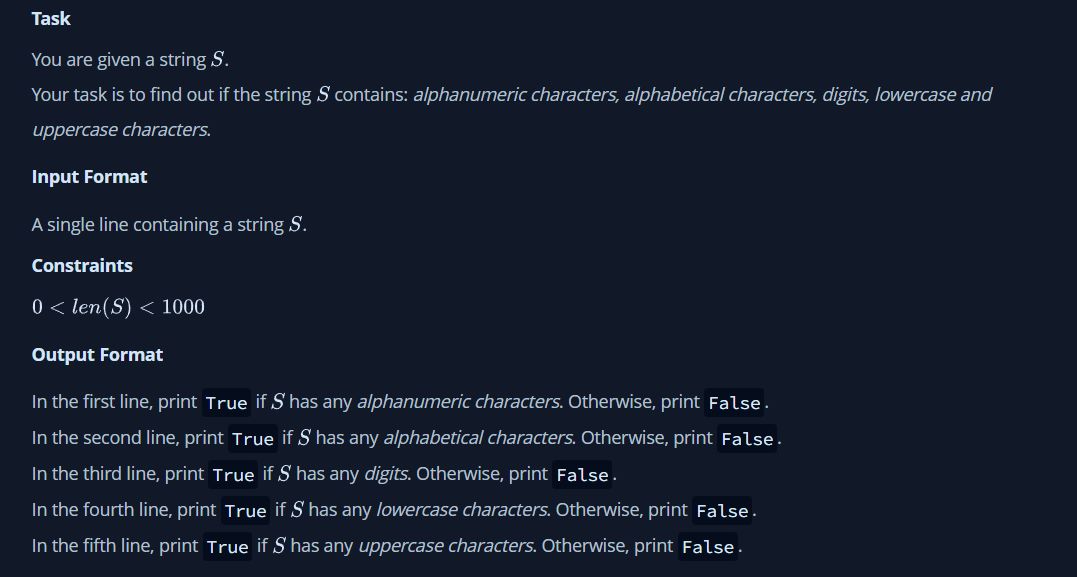 Task
You are given a string S.
Your task is to find out if the string S contains: alphanumeric characters, alphabetical characters, digits, lowercase and
uppercase characters.
Input Format
A single line containing a string S.
Constraints
0 < len(S) < 1000
Output Format
In the first line, print True if S has any alphanumeric characters. Otherwise, print False.
In the second line, print True if S has any alphabetical characters. Otherwise, print False.
In the third line, print True if S has any digits. Otherwise, print False.
In the fourth line, print True if S has any lowercase characters. Otherwise, print False.
In the fifth line, print True if S has any uppercase characters. Otherwise, print False.